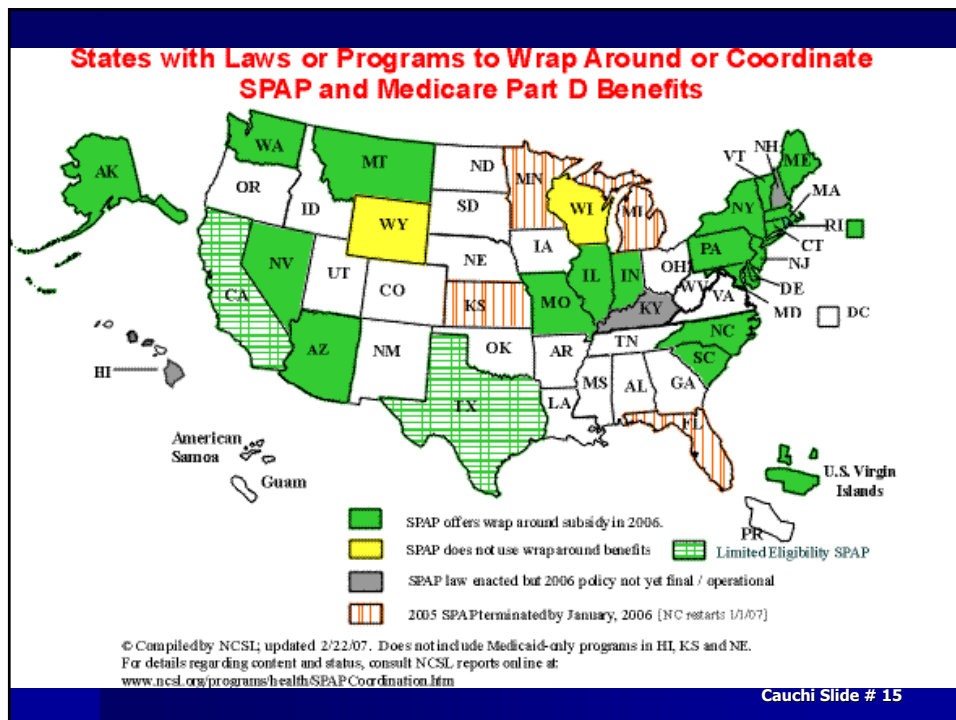 States with Laws or Programs to Wrap Around or Coordinate
SPAP and Medicare Part D Benefits
WA
AK
MT
ND
MN
VT
NH
ME
OR
ID
SD
WI
MI
NY
MA
RI
WY
CT
NV
NE
IA
PA
NJ
CA
UT
CO
KS
MO
IL
IN
OH
WV
VA
DE
MD
DC
KY
NC
AZ
NM
OK
AR
TN
SC
HI
MS
AL
GA
TX
LA
FL
American
Samoa
Guam
U.S. Virgin
Islands
PR
SPAP offers wrap around subsidy in 2006.
SPAP does not use wrap around benefits
Limited Eligibility SPAP
SPAP law enacted but 2006 policy not yet final / operational
2005 SPAP terminated by January, 2006 [NC restarts 1/1/07]
© Compiled by NCSL; updated 2/22/07. Does not include Medicaid-only programs in HI, KS and NE.
For details regarding content and status, consult NCSL reports online at:
www.ncsl.org/programs/health/SPAPCoordination.htm
Cauchi Slide # 15